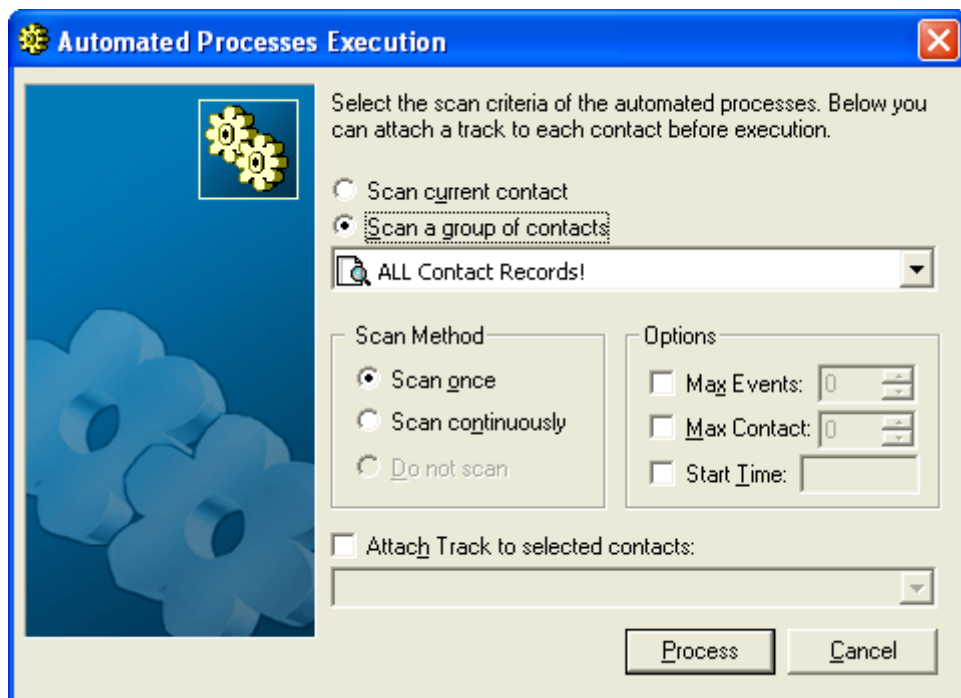 Automated Processes Execution
Select the scan criteria of the automated processes. Below you
can attach a track to each contact before execution.
Scan current contact
Scan a group of contacts
ALL Contact Records!
Scan Method
Scan once
Scan continuously
Do not scan
Options
Max Events: 0
Max Contact: 0
Start Time:
Attach Track to selected contacts:
Process
Cancel